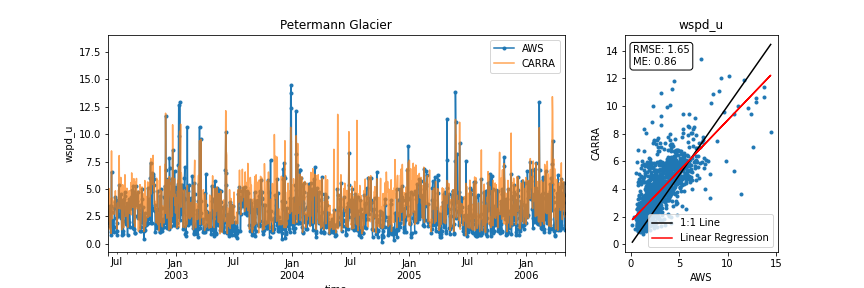 Petermann Glacier
wspd_u
17.5
15.0
12.5
10.0
7.5
5.0
2.5
0.0
wspd_u
AWS
CARRA
Jul
Jan
2003
Jul
Jan
2004
Jul
Jan
2005
Jul
Jan
2006
time
14
12
10
8
6
4
2
0
CARRA
RMSE: 1.65
ME: 0.86
1:1 Line
Linear Regression
0
5
10
15
AWS